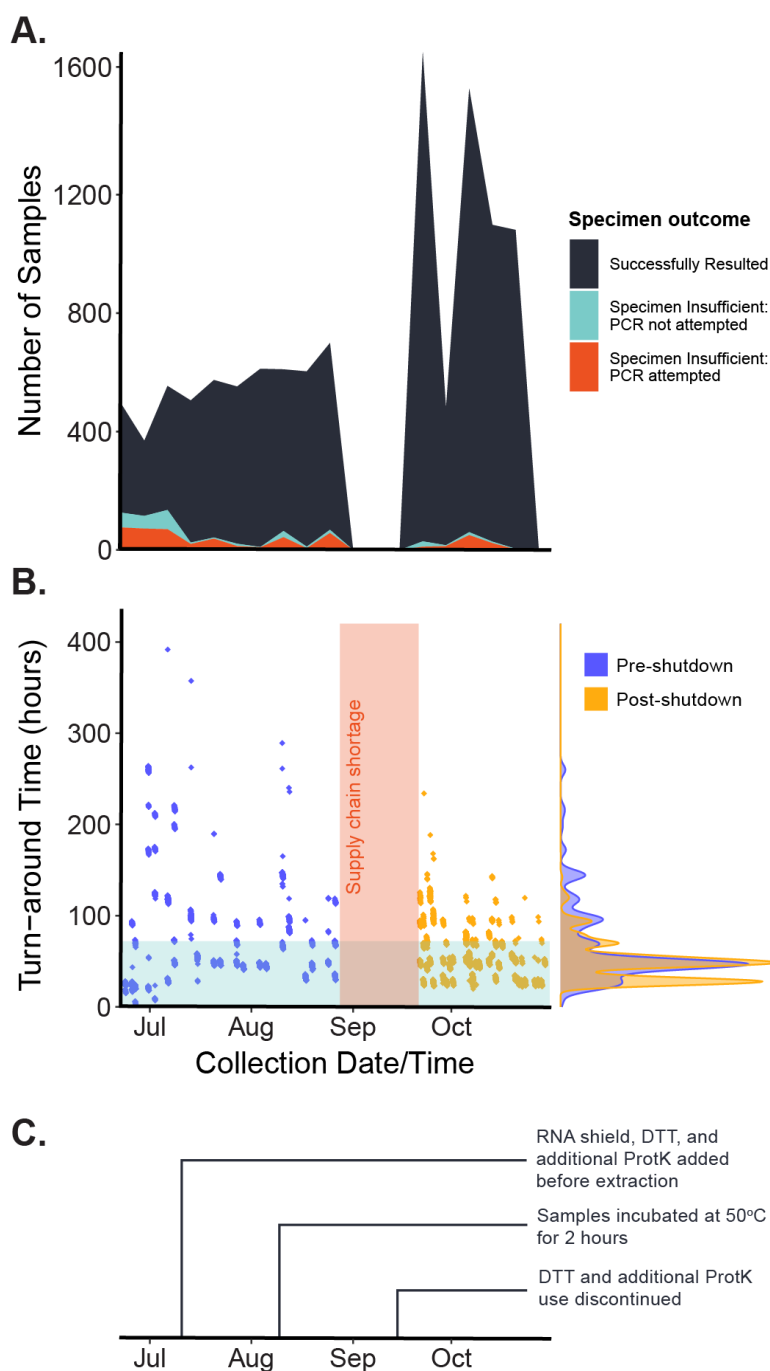 A.
1600
1200
800
400
0
Number of Samples
Specimen outcome
Successfully Resulted
Specimen Insufficient:
PCR not attempted
Specimen Insufficient:
PCR attempted
B.
400
300
200
100
0
Turn−around Time (hours)
Supply chain shortage
Pre-shutdown
Post-shutdown
Jul
Aug
Sep
Oct
Collection Date/Time
C.
RNA shield, DTT, and
additional ProtK added
before extraction
Samples incubated at 50°C
for 2 hours
DTT and additional ProtK
use discontinued
Jul
Aug
Sep
Oct